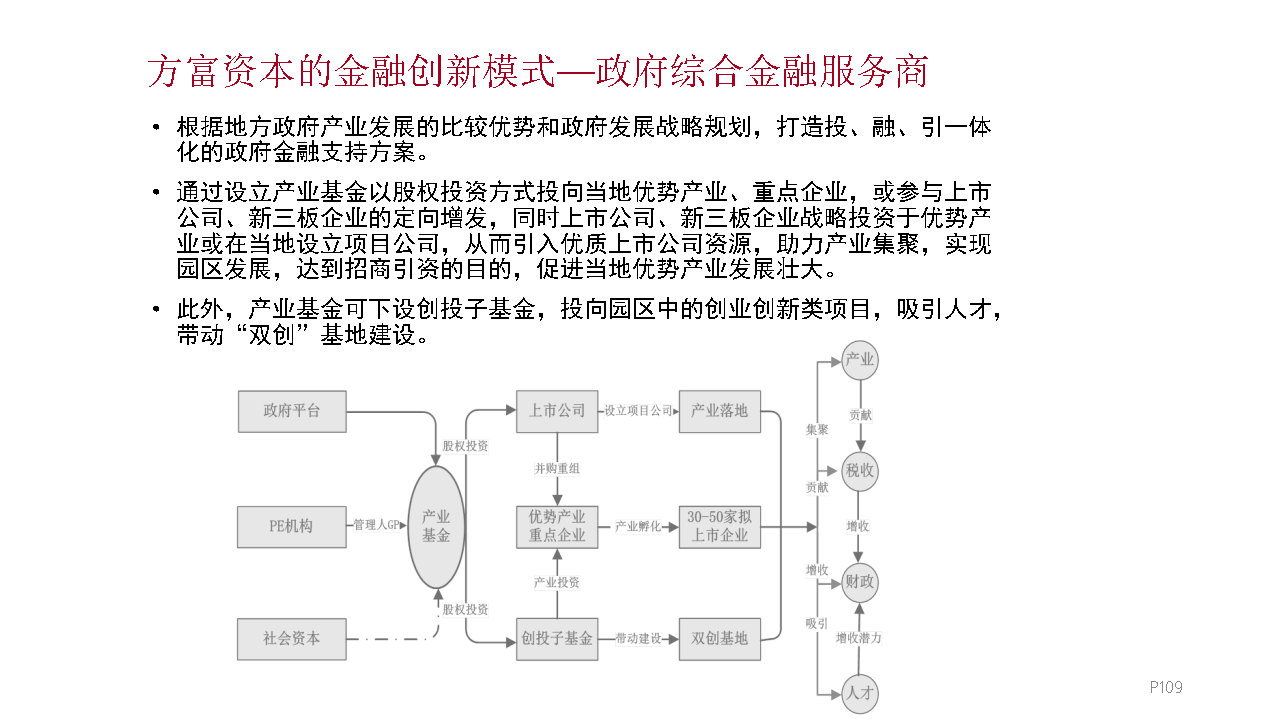 方富资本的金融创新模式—政府综合金融服务商
• 根据地方政府产业发展的比较优势和政府发展战略规划，打造投、融、引一体
化的政府金融支持方案。
• 通过设立产业基金以股权投资方式投向当地优势产业、重点企业，或参与上市
公司、新三板企业的定向增发，同时上市公司、新三板企业战略投资于优势产
业或在当地设立项目公司，从而引入优质上市公司资源，助力产业集聚，实现
园区发展，达到招商引资的目的，促进当地优势产业发展壮大。
• 此外，产业基金可下设创投子基金，投向园区中的创业创新类项目，吸引人才，
带动“双创”基地建设。
政府平台
PE机构
社会资本
股权投资
管理人GP
股权投资
产业
基金
上市公司
并购重组
优势产业
重点企业
产业投资
创投子基金
设立项目公司
产业孵化
带动建设
产业落地
30-50家拟
上市企业
双创基地
集聚
贡献
增收
吸引
产业
贡献
税收
增收
财政
增收潜力
人才
P109